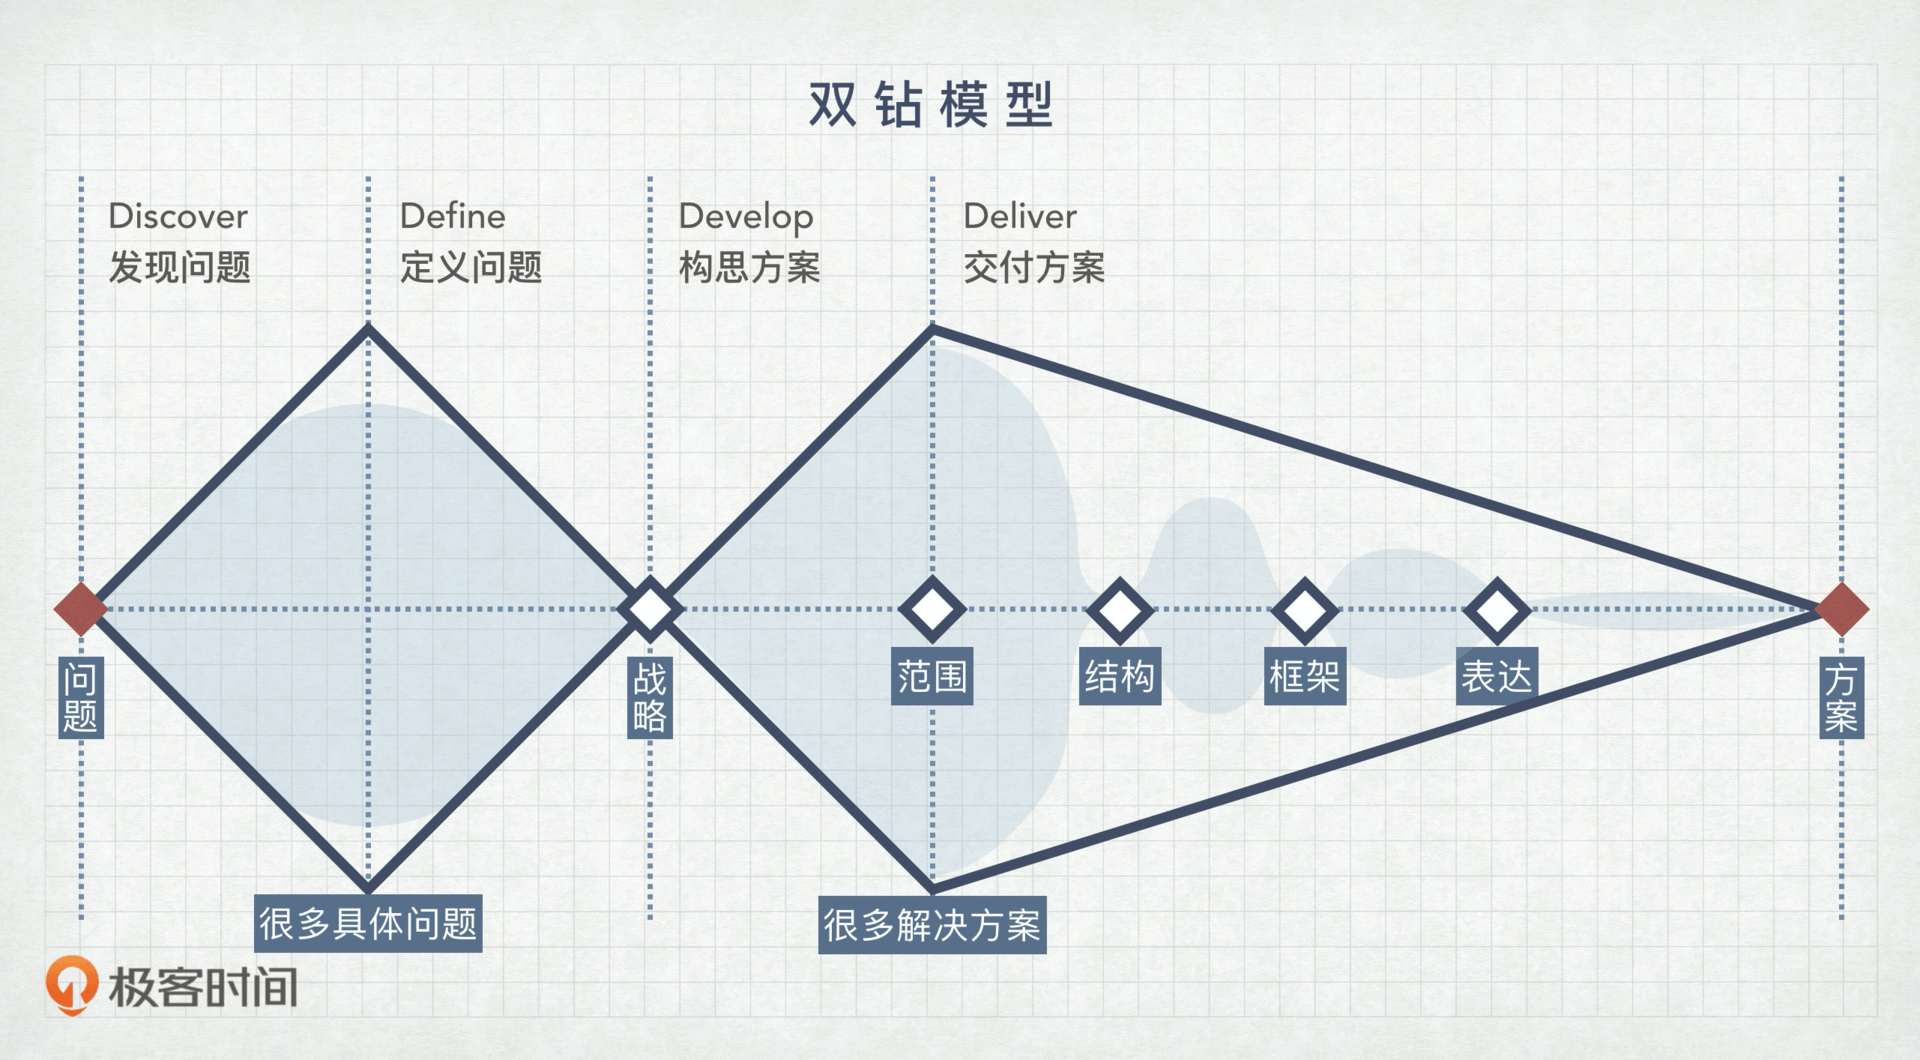 双钻模型
Discover
发现问题
Define
定义问题
Develop
构思方案
Deliver
交付方案
问题
战略
范围
结构
框架
表达
方案
很多具体问题
很多解决方案
极客时间